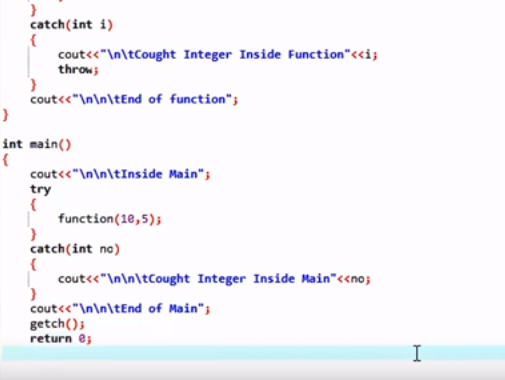 }
catch(int i)
{
cout<<"\n\tCought Integer Inside Function"<<i;
throw;
}
cout<<"\n\n\tEnd of function";
}
int main()
{
cout<<"\n\n\tInside Main";
try
{
function(10,5);
}
catch(int no)
{
cout<<"\n\n\tCought Integer Inside Main"<<no;
}
cout<<"\n\n\tEnd of Main";
getch();
return 0;